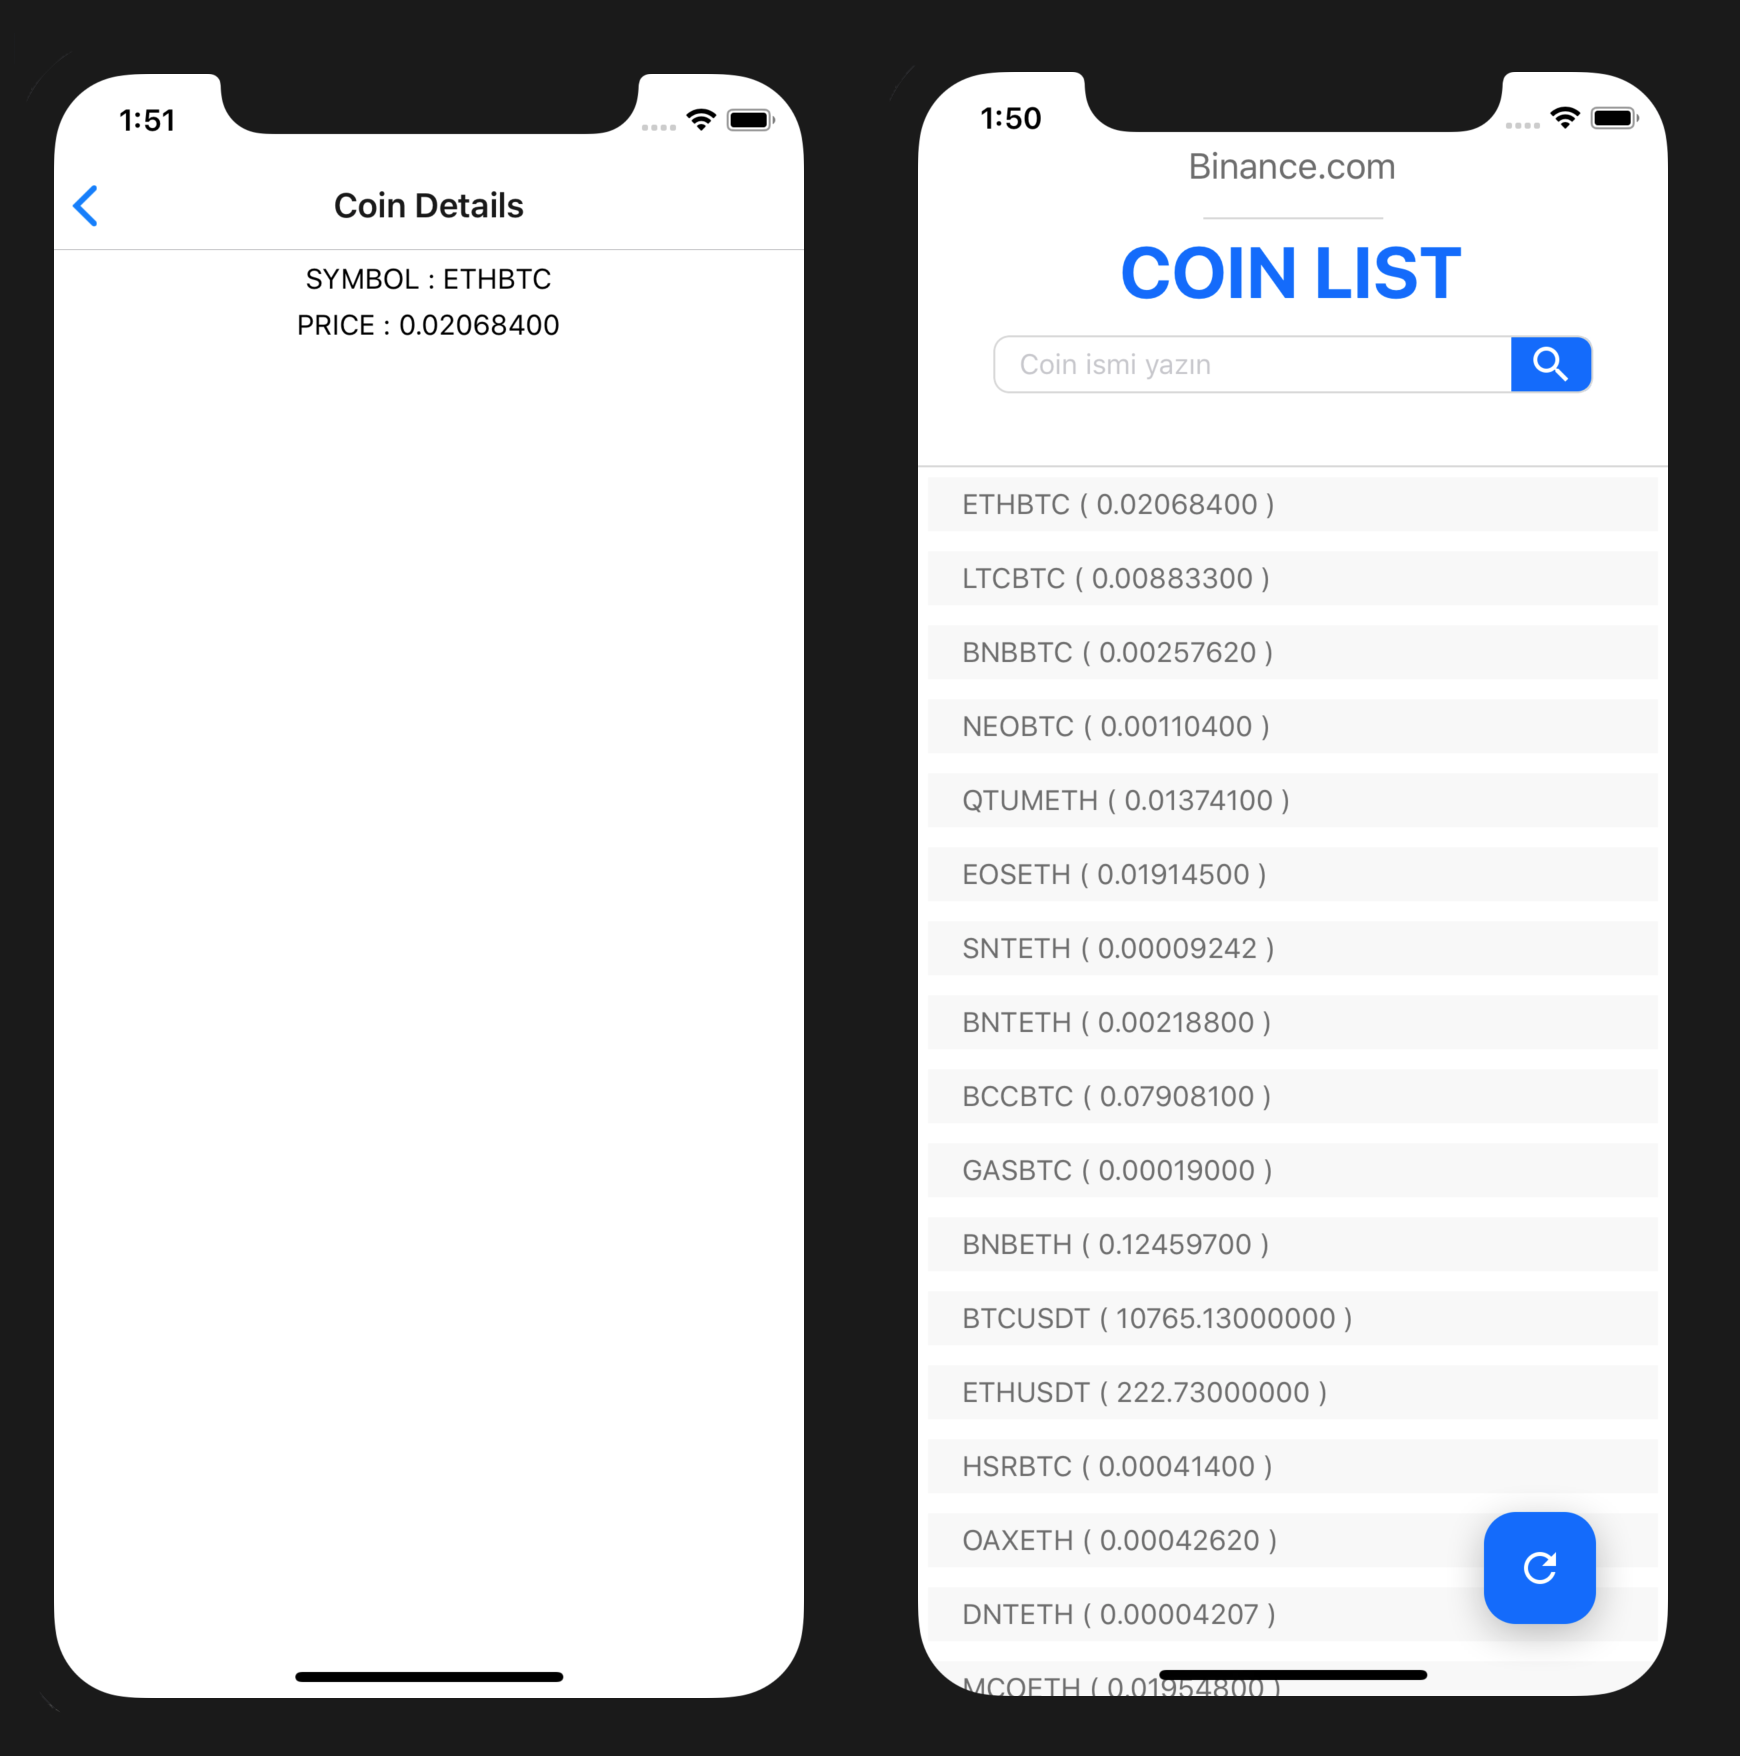 1:51
Coin Details
SYMBOL : ETHBTC
PRICE : 0.02068400
1:50
Binance.com
COIN LIST
Coin ismi yazın
ETHBTC ( 0.02068400 )
LTCBTC ( 0.00883300 )
BNBBTC ( 0.00257620 )
NEOBTC ( 0.00110400 )
QTUMETH ( 0.01374100 )
EOSETH ( 0.01914500 )
SNTETH ( 0.00009242 )
BNTETH ( 0.00218800 )
BCCBTC ( 0.07908100 )
GASBTC ( 0.00019000 )
BNBETH ( 0.12459700 )
BTCUSDT ( 10765.13000000 )
ETHUSDT ( 222.73000000 )
HSRBTC ( 0.00041400 )
OAXETH ( 0.00042620 )
DNTETH ( 0.00004207 )
MCOETH ( 0.01954800 )